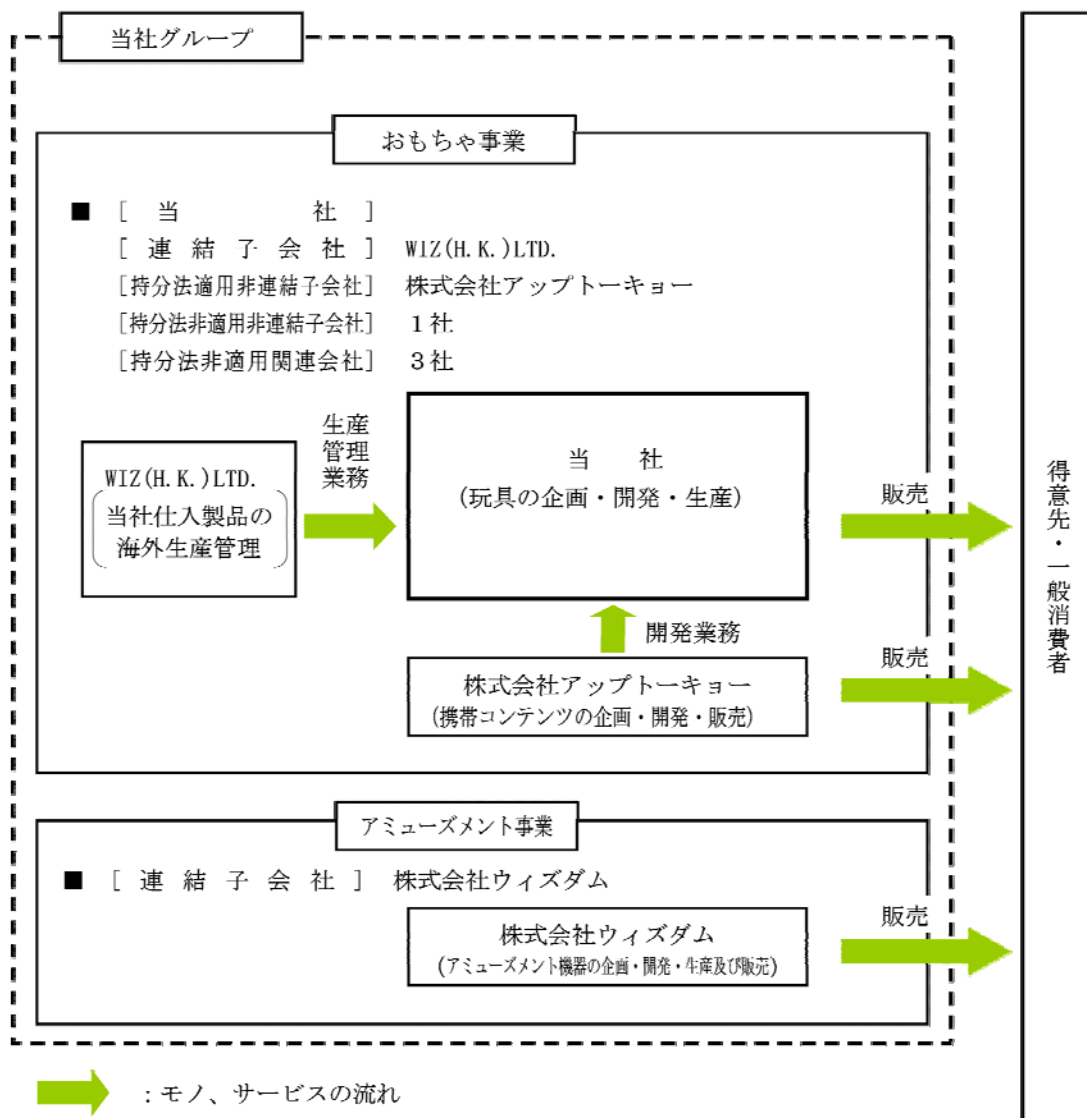 当社グループ
おもちゃ事業
■ [ 当 社 ]
[ 連 結 子 会 社 ] WIZ(H.K.)LTD.
[持分法適用非連結子会社] 株式会社アップトーキョー
[持分法非適用非連結子会社] 1社
[持分法非適用関連会社] 3社
生産
管理
業務
WIZ(H.K.)LTD.
当社仕入製品の
海外生産管理
当 社
(玩具の企画・開発・生産)
販売
開発業務
株式会社アップトーキョー
(携帯コンテンツの企画・開発・販売)
販売
アミューズメント事業
■ [ 連 結 子 会 社 ] 株式会社ウィズダム
株式会社ウィズダム
(アミューズメント機器の企画・開発・生産及び販売)
販売
得意先・一般消費者
：モノ、サービスの流れ